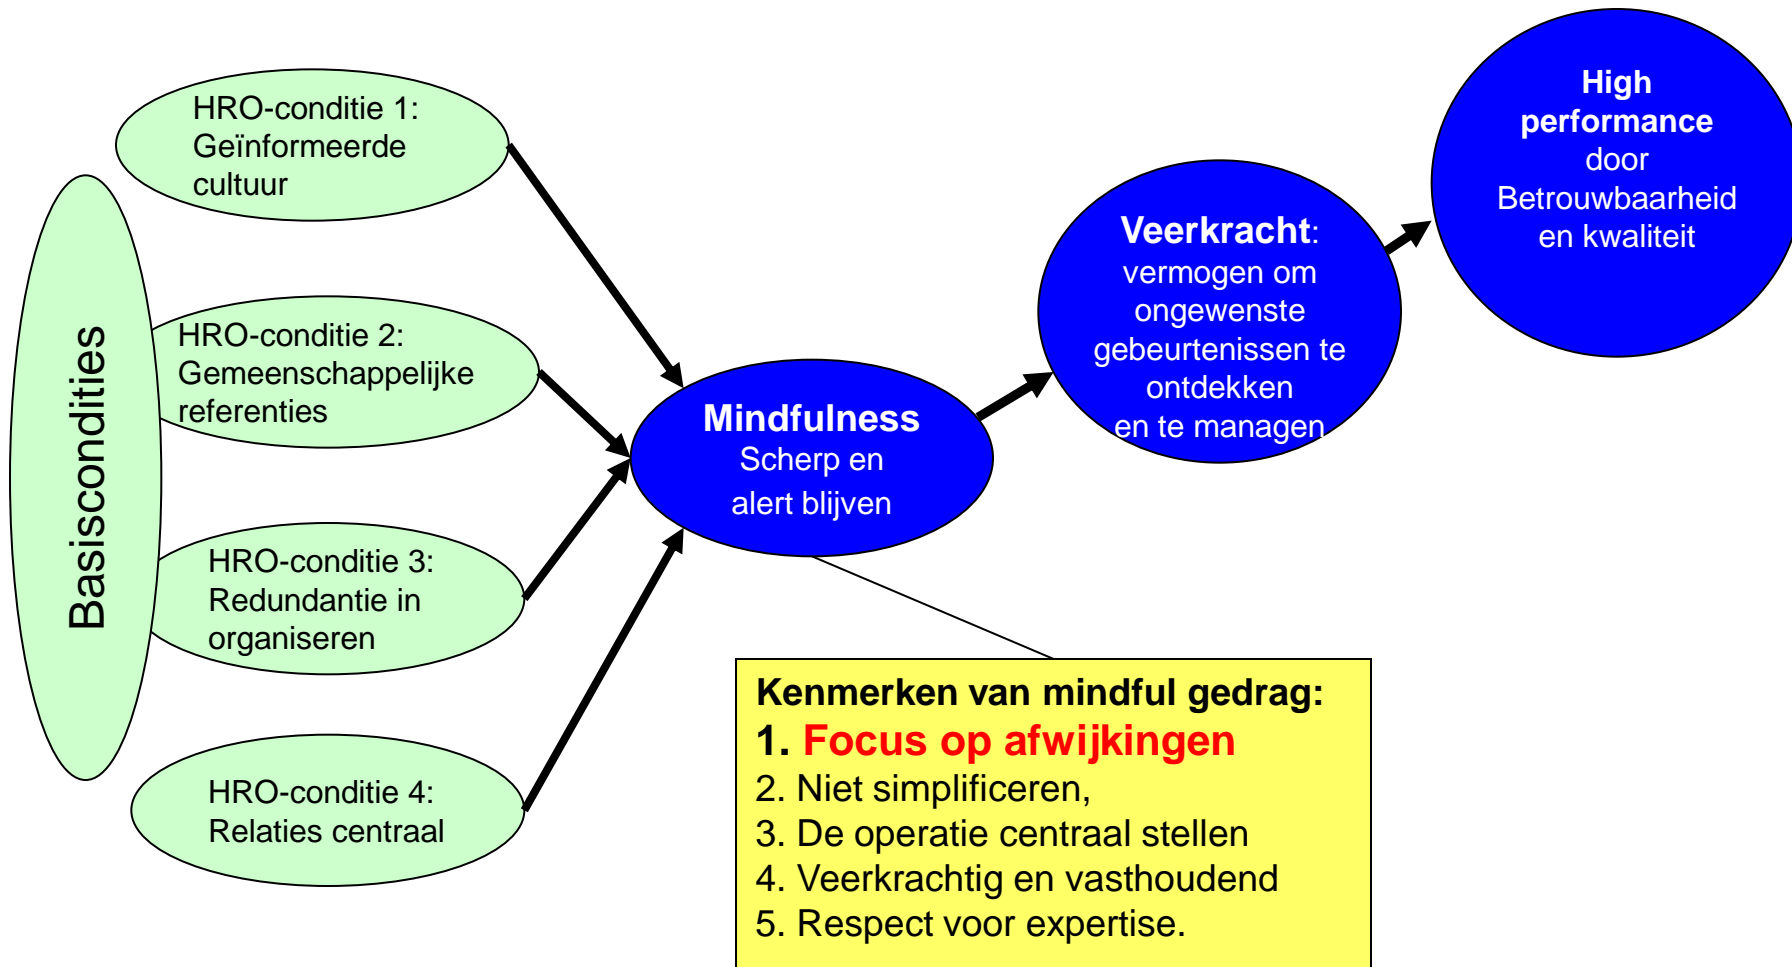 Basiscondities
HRO-conditie 1:
Geïnformeerde
cultuur
HRO-conditie 2:
Gemeenschappelijke
referenties
HRO-conditie 3:
Redundantie in
organiseren
HRO-conditie 4:
Relaties centraal
Mindfulness
Scherp en
alert blijven
Veerkracht:
vermogen om
ongewenste
gebeurtenissen te
ontdekken
en te managen
High
performance
door
Betrouwbaarheid
en kwaliteit
Kenmerken van mindful gedrag:
1. Focus op afwijkingen
2. Niet simplificeren,
3. De operatie centraal stellen
4. Veerkrachtig en vasthoudend
5. Respect voor expertise.